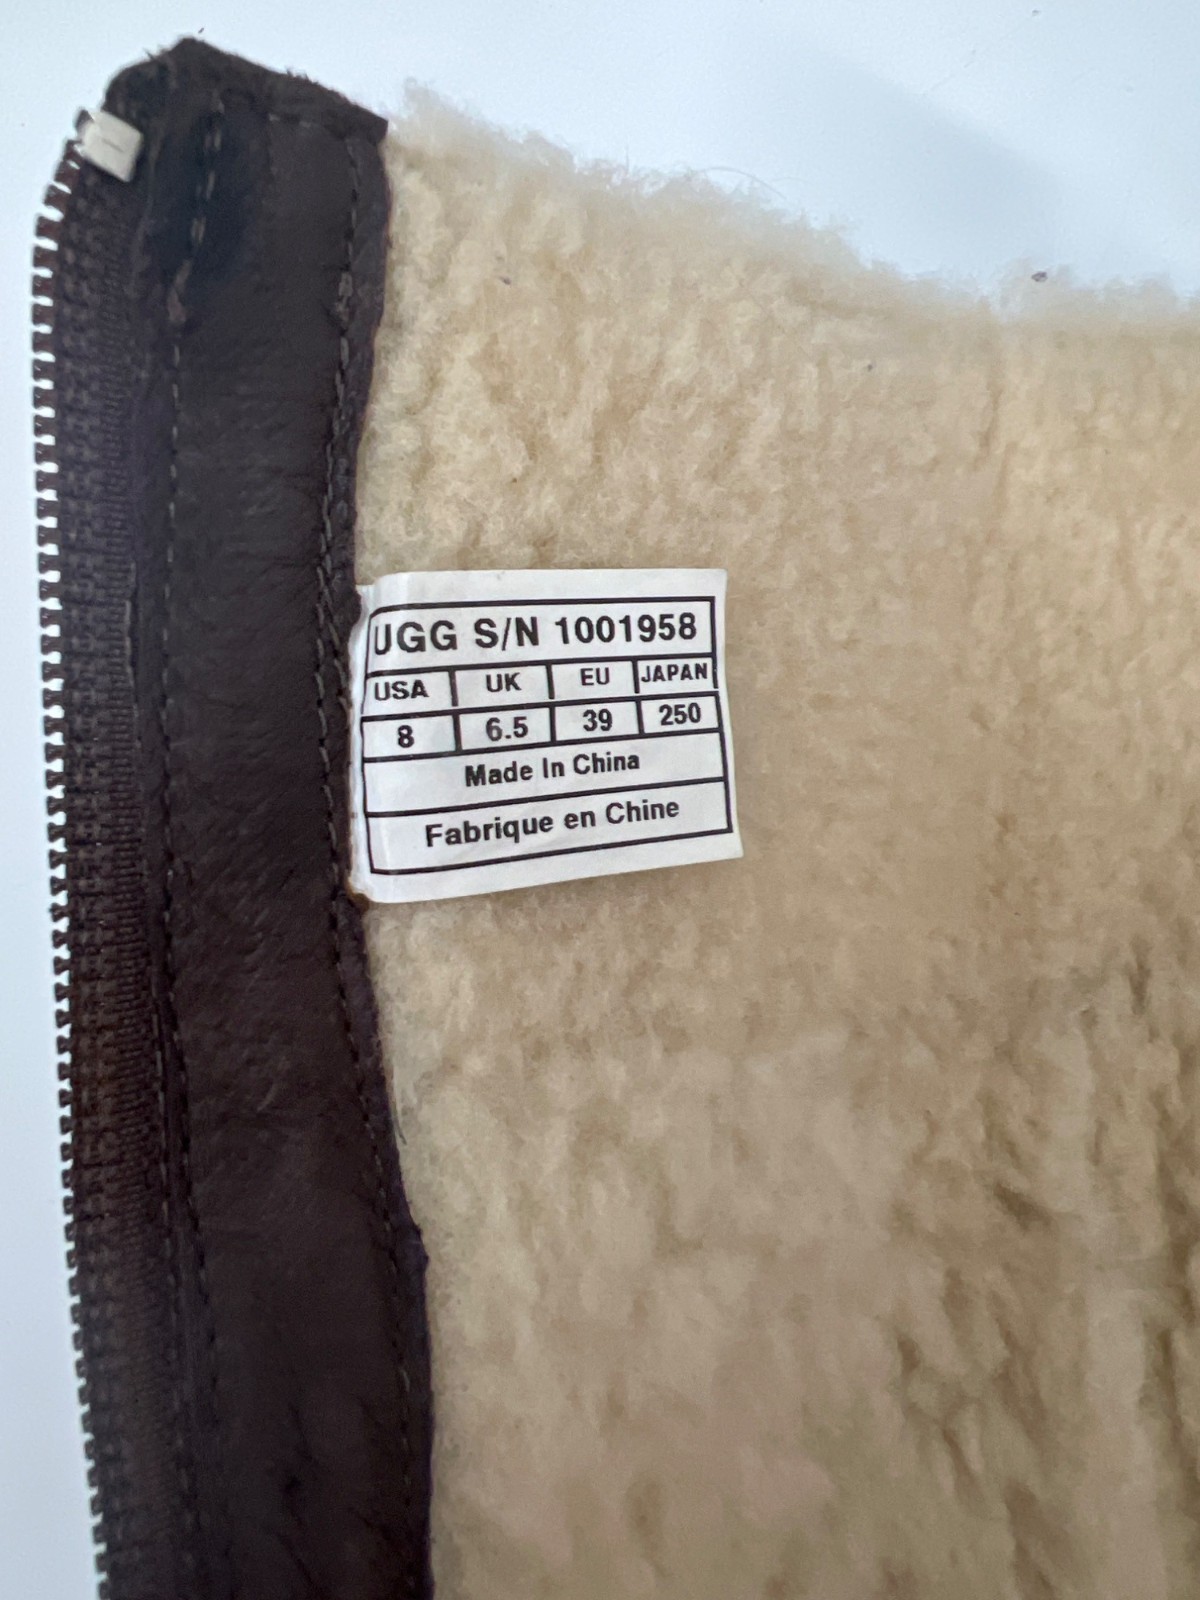 UGG S/N 1001958
USA UK EU JAPAN
8 6.5 39 250
Made In China
Fabrique en Chine